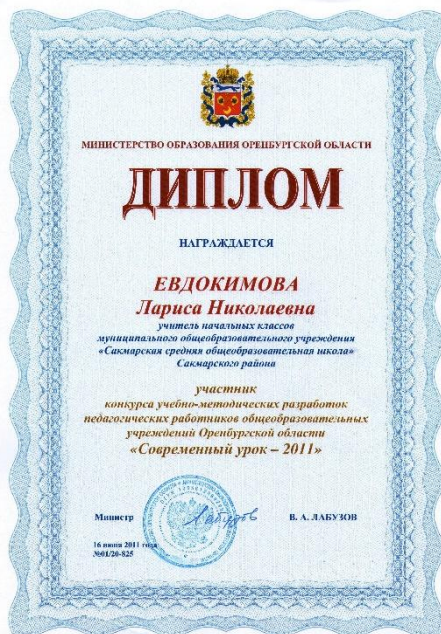 МИНИСТЕРСТВО ОБРАЗОВАНИЯ ОРЕНБУРГСКОЙ ОБЛАСТИ
ДИПЛОМ
НАГРАЖДАЕТСЯ
ЕВДОКИМОВА
Лариса Николаевна
учитель начальных классов
муниципального общеобразовательного учреждения
«Сакмарская средняя общеобразовательная школа»
Сакмарского района
участник
конкурса учебно-методических разработок
педагогических работников общеобразовательных
учреждений Оренбургской области
«Современный урок – 2011»
Министр В. А. ЛАБУЗОВ
16 июня 2011 года
№01/20-825